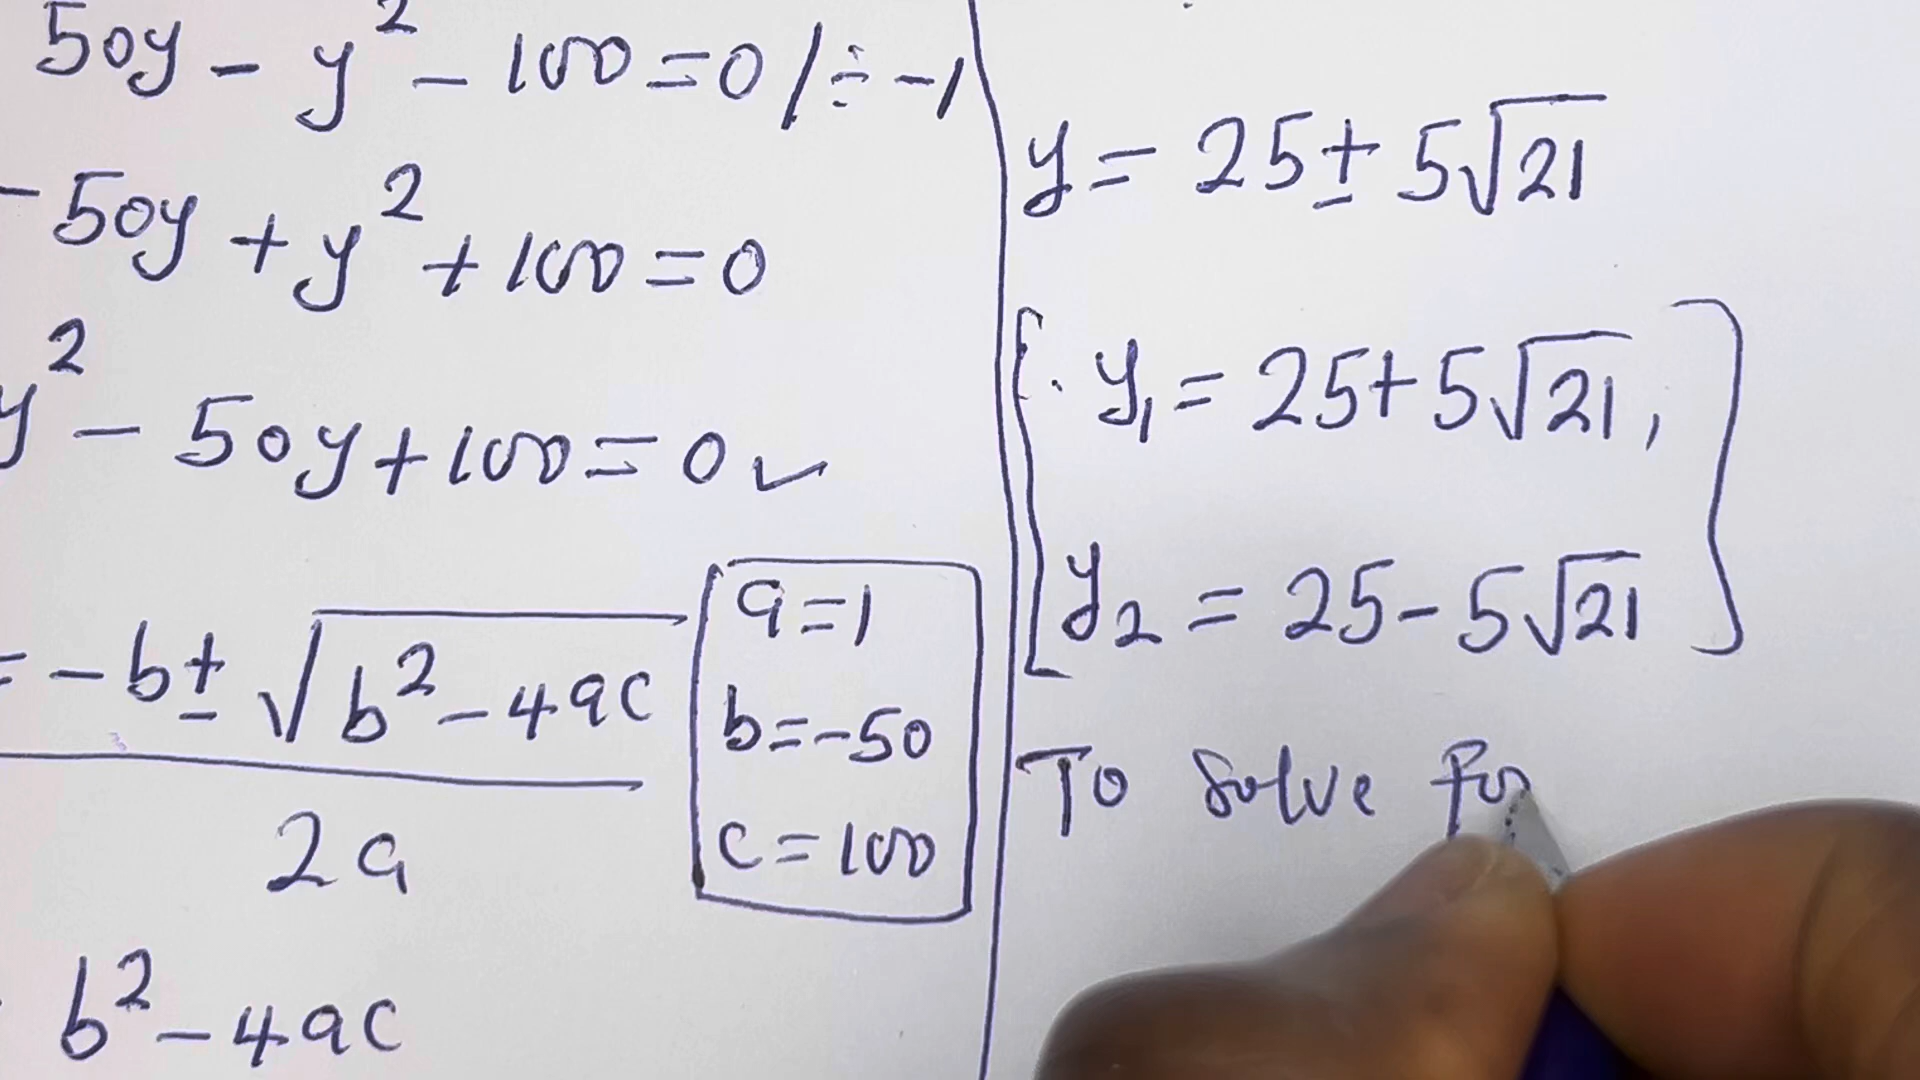 50y - y² - 100 = 0 / ÷ -1
-50y + y² + 100 = 0
y² - 50y + 100 = 0 ✓
= -b ± √b² - 4ac
2a
a = 1
b = -50
c = 100
b² - 4ac
y = 25 ± 5√21
{: y₁ = 25 + 5√21,
y₂ = 25 - 5√21}
To solve for